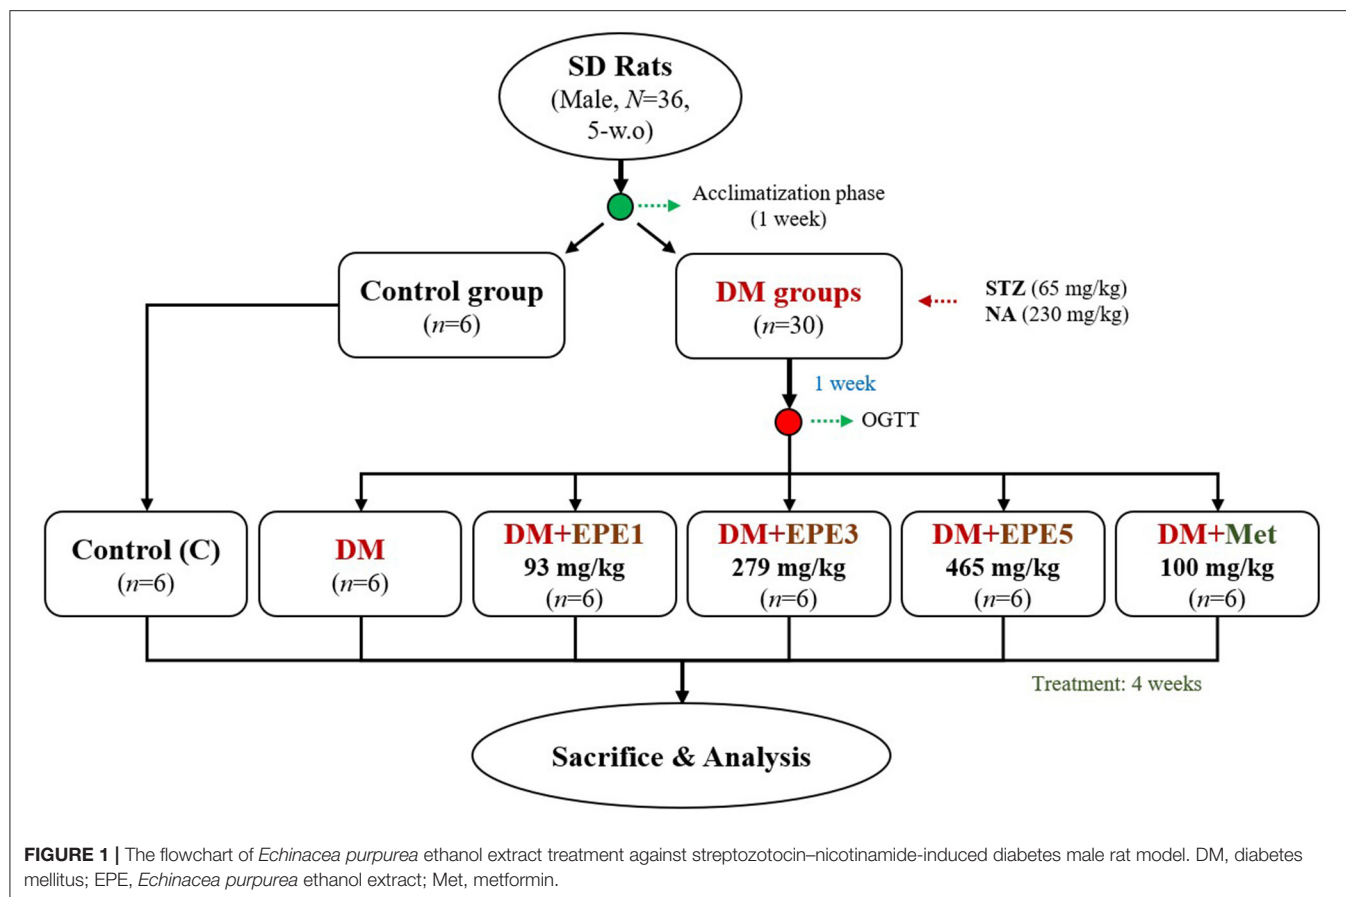 SD Rats
(Male, N=36,
5-w.o)
Acclimatization phase
(1 week)
Control group
(n=6)
DM groups
(n=30)
STZ (65 mg/kg)
NA (230 mg/kg)
1 week
OGTT
Control (C)
(n=6)
DM
(n=6)
DM+EPE1
93 mg/kg
(n=6)
DM+EPE3
279 mg/kg
(n=6)
DM+EPE5
465 mg/kg
(n=6)
DM+Met
100 mg/kg
(n=6)
Treatment: 4 weeks
Sacrifice & Analysis
FIGURE 1 | The flowchart of Echinacea purpurea ethanol extract treatment against streptozotocin–nicotinamide-induced diabetes male rat model. DM, diabetes
mellitus; EPE, Echinacea purpurea ethanol extract; Met, metformin.